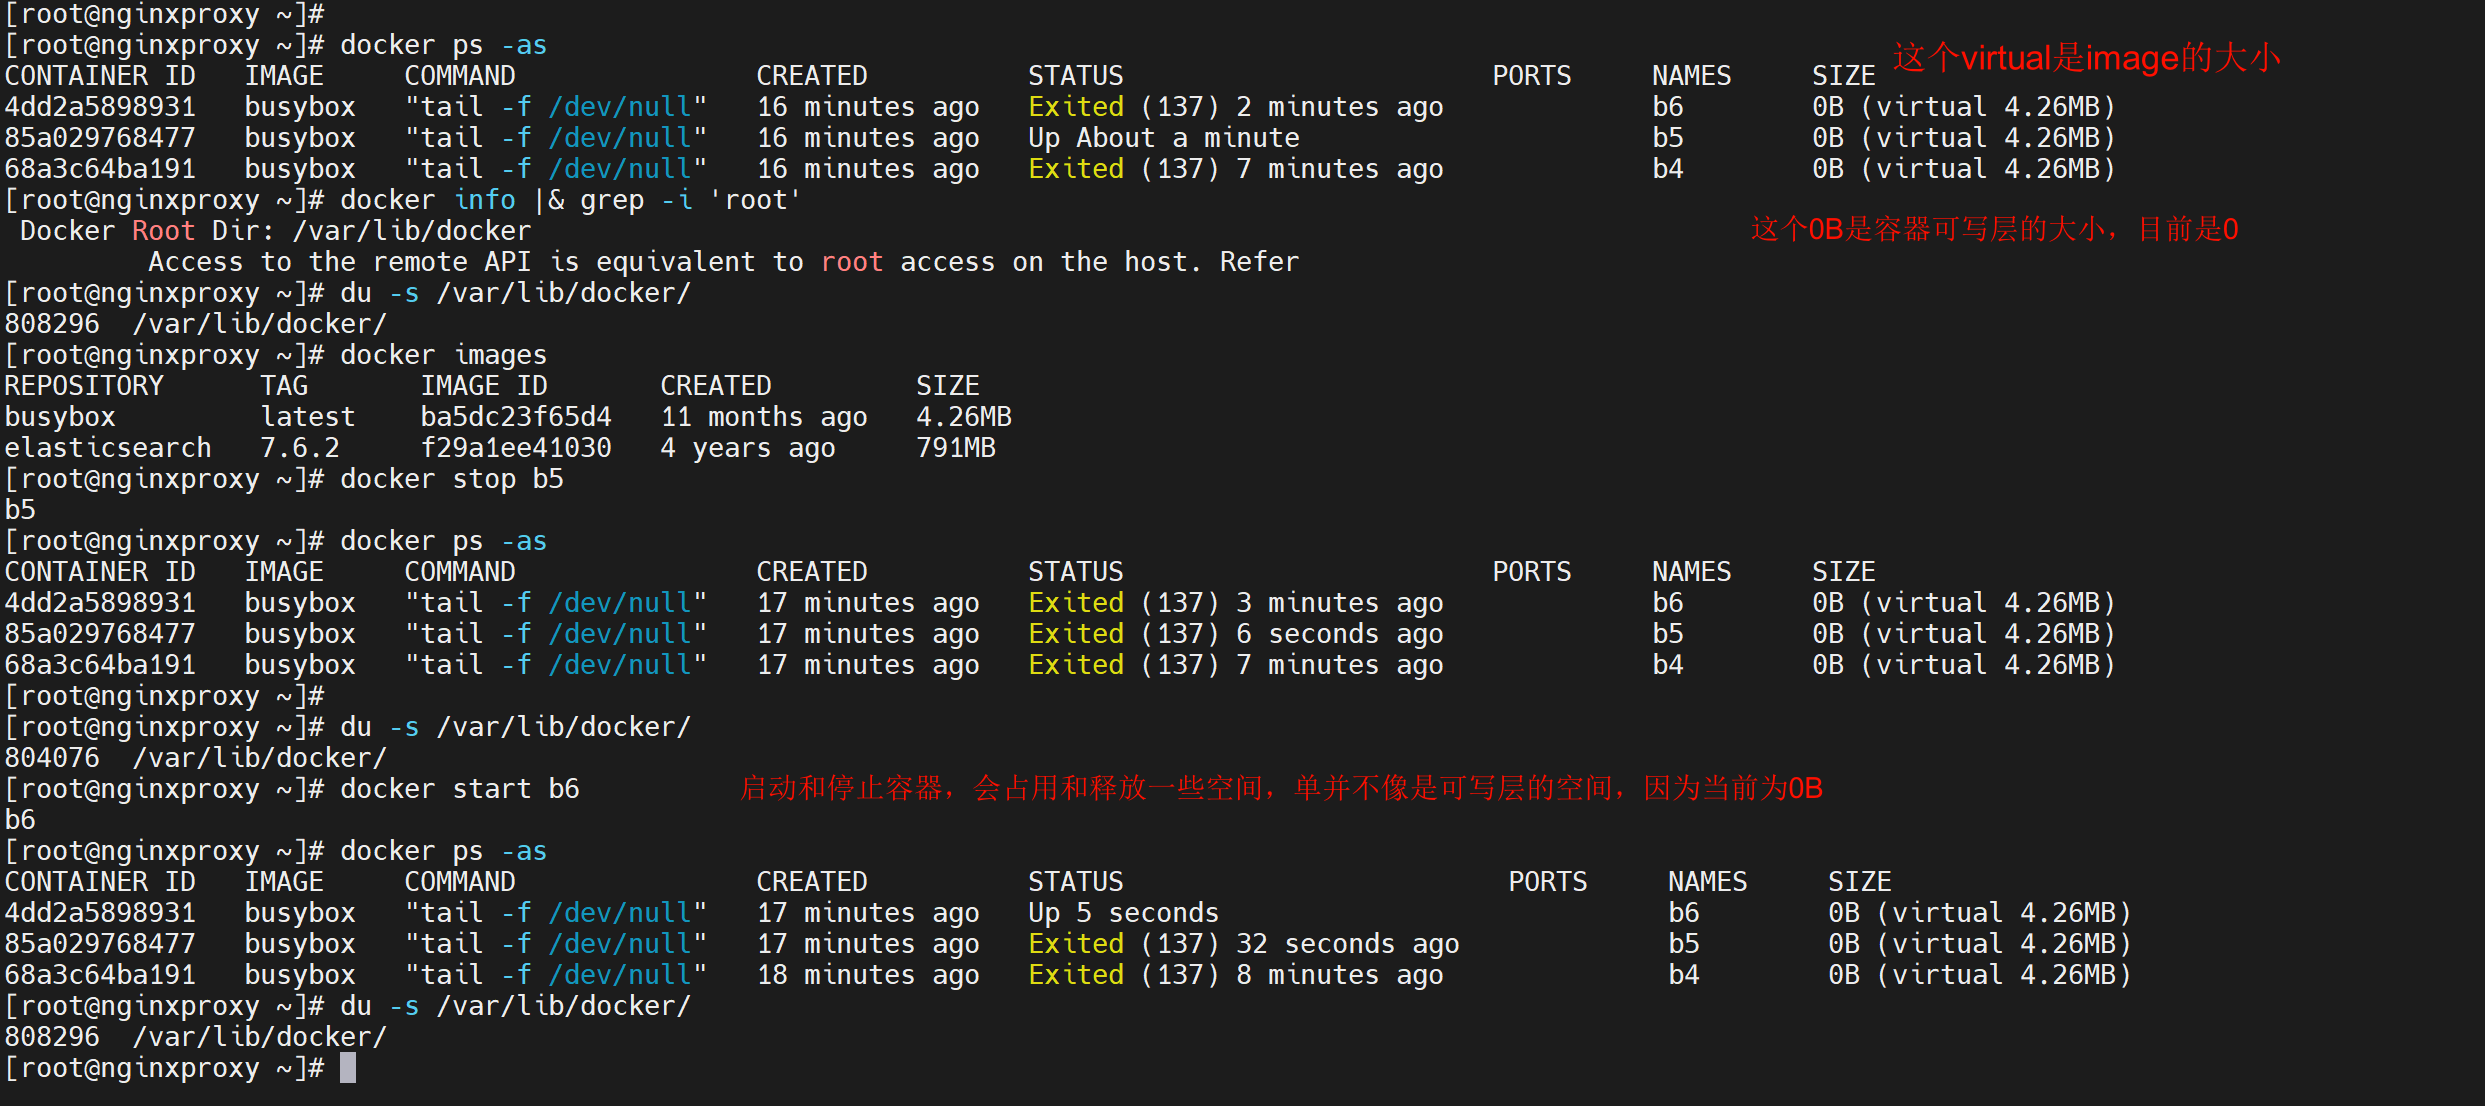 [root@nginxproxy ~]#
[root@nginxproxy ~]# docker ps -as
这个virtual是image的大小
CONTAINER ID   IMAGE     COMMAND               CREATED          STATUS                       PORTS     NAMES     SIZE
4dd2a5898931   busybox   "tail -f /dev/null"   16 minutes ago   Exited (137) 2 minutes ago             b6        0B (virtual 4.26MB)
85a029768477   busybox   "tail -f /dev/null"   16 minutes ago   Up About a minute                      b5        0B (virtual 4.26MB)
68a3c64ba191   busybox   "tail -f /dev/null"   16 minutes ago   Exited (137) 7 minutes ago             b4        0B (virtual 4.26MB)
[root@nginxproxy ~]# docker info |& grep -i 'root'
 Docker Root Dir: /var/lib/docker
这个0B是容器可写层的大小，目前是0
         Access to the remote API is equivalent to root access on the host. Refer
[root@nginxproxy ~]# du -s /var/lib/docker/
808296  /var/lib/docker/
[root@nginxproxy ~]# docker images
REPOSITORY      TAG       IMAGE ID       CREATED         SIZE
busybox         latest    ba5dc23f65d4   11 months ago   4.26MB
elasticsearch   7.6.2     f29a1ee41030   4 years ago     791MB
[root@nginxproxy ~]# docker stop b5
b5
[root@nginxproxy ~]# docker ps -as
CONTAINER ID   IMAGE     COMMAND               CREATED          STATUS                       PORTS     NAMES     SIZE
4dd2a5898931   busybox   "tail -f /dev/null"   17 minutes ago   Exited (137) 3 minutes ago             b6        0B (virtual 4.26MB)
85a029768477   busybox   "tail -f /dev/null"   17 minutes ago   Exited (137) 6 seconds ago             b5        0B (virtual 4.26MB)
68a3c64ba191   busybox   "tail -f /dev/null"   17 minutes ago   Exited (137) 7 minutes ago             b4        0B (virtual 4.26MB)
[root@nginxproxy ~]#
[root@nginxproxy ~]# du -s /var/lib/docker/
804076  /var/lib/docker/
[root@nginxproxy ~]# docker start b6
启动和停止容器，会占用和释放一些空间，单并不像是可写层的空间，因为当前为0B
b6
[root@nginxproxy ~]# docker ps -as
CONTAINER ID   IMAGE     COMMAND               CREATED          STATUS                        PORTS     NAMES     SIZE
4dd2a5898931   busybox   "tail -f /dev/null"   17 minutes ago   Up 5 seconds                            b6        0B (virtual 4.26MB)
85a029768477   busybox   "tail -f /dev/null"   17 minutes ago   Exited (137) 32 seconds ago             b5        0B (virtual 4.26MB)
68a3c64ba191   busybox   "tail -f /dev/null"   18 minutes ago   Exited (137) 8 minutes ago              b4        0B (virtual 4.26MB)
[root@nginxproxy ~]# du -s /var/lib/docker/
808296  /var/lib/docker/
[root@nginxproxy ~]#